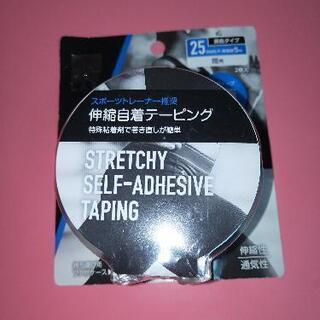 25
スポーツトレーナー推奨
伸縮自着テーピング
特殊粘着剤で巻き直しが簡単
STRETCHY
SELF-ADHESIVE
TAPING
伸縮性
通気性